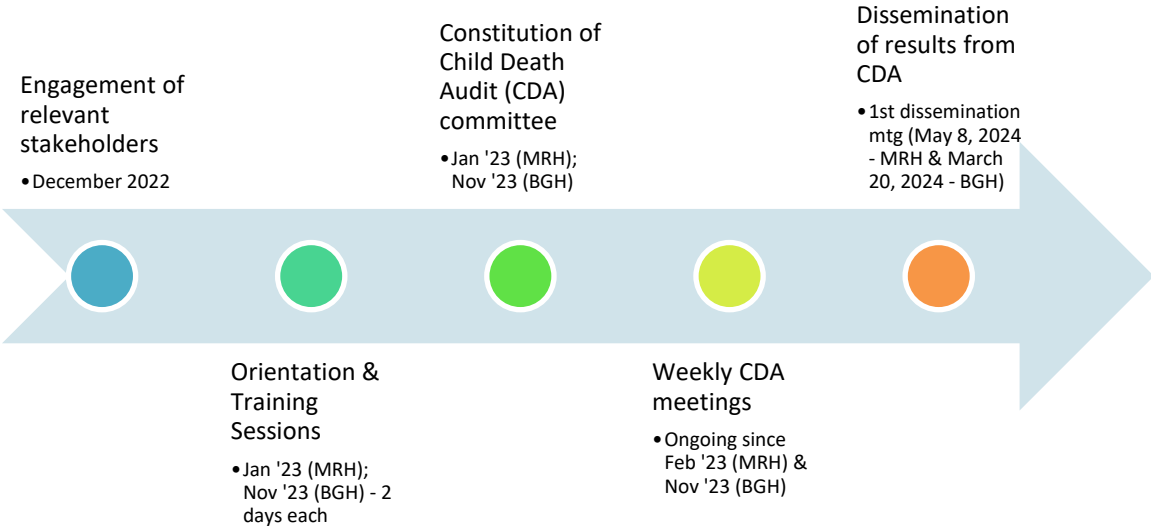 Engagement of
relevant
stakeholders
•December 2022
Orientation &
Training
Sessions
•Jan '23 (MRH);
Nov '23 (BGH) - 2
days each
Constitution of
Child Death
Audit (CDA)
committee
•Jan '23 (MRH);
Nov '23 (BGH)
Weekly CDA
meetings
•Ongoing since
Feb '23 (MRH) &
Nov '23 (BGH)
Dissemination
of results from
CDA
•1st dissemination
mtg (May 8, 2024
- MRH & March
20, 2024 - BGH)